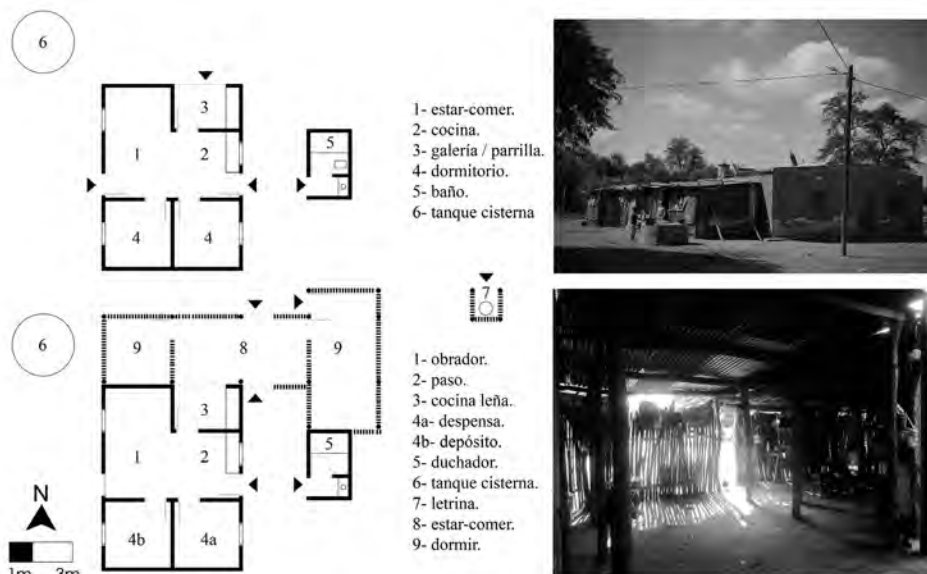 6
3
1
2
5
4
4
1- estar-comer.
2- cocina.
3- galería / parrilla.
4- dormitorio.
5- baño.
6- tanque cisterna
7
6
9
8
9
3
1
2
5
4b
4a
1- obrador.
2- paso.
3- cocina leña.
4a- despensa.
4b- depósito.
5- duchador.
6- tanque cisterna.
7- letrina.
8- estar-comer.
9- dormir.
N
1m 3m